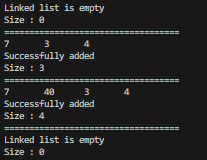 Linked list is empty
Size : 0
===================================
7      3      4
Successfully added
Size : 3
===================================
7      40     3      4
Successfully added
Size : 4
===================================
Linked list is empty
Size : 0